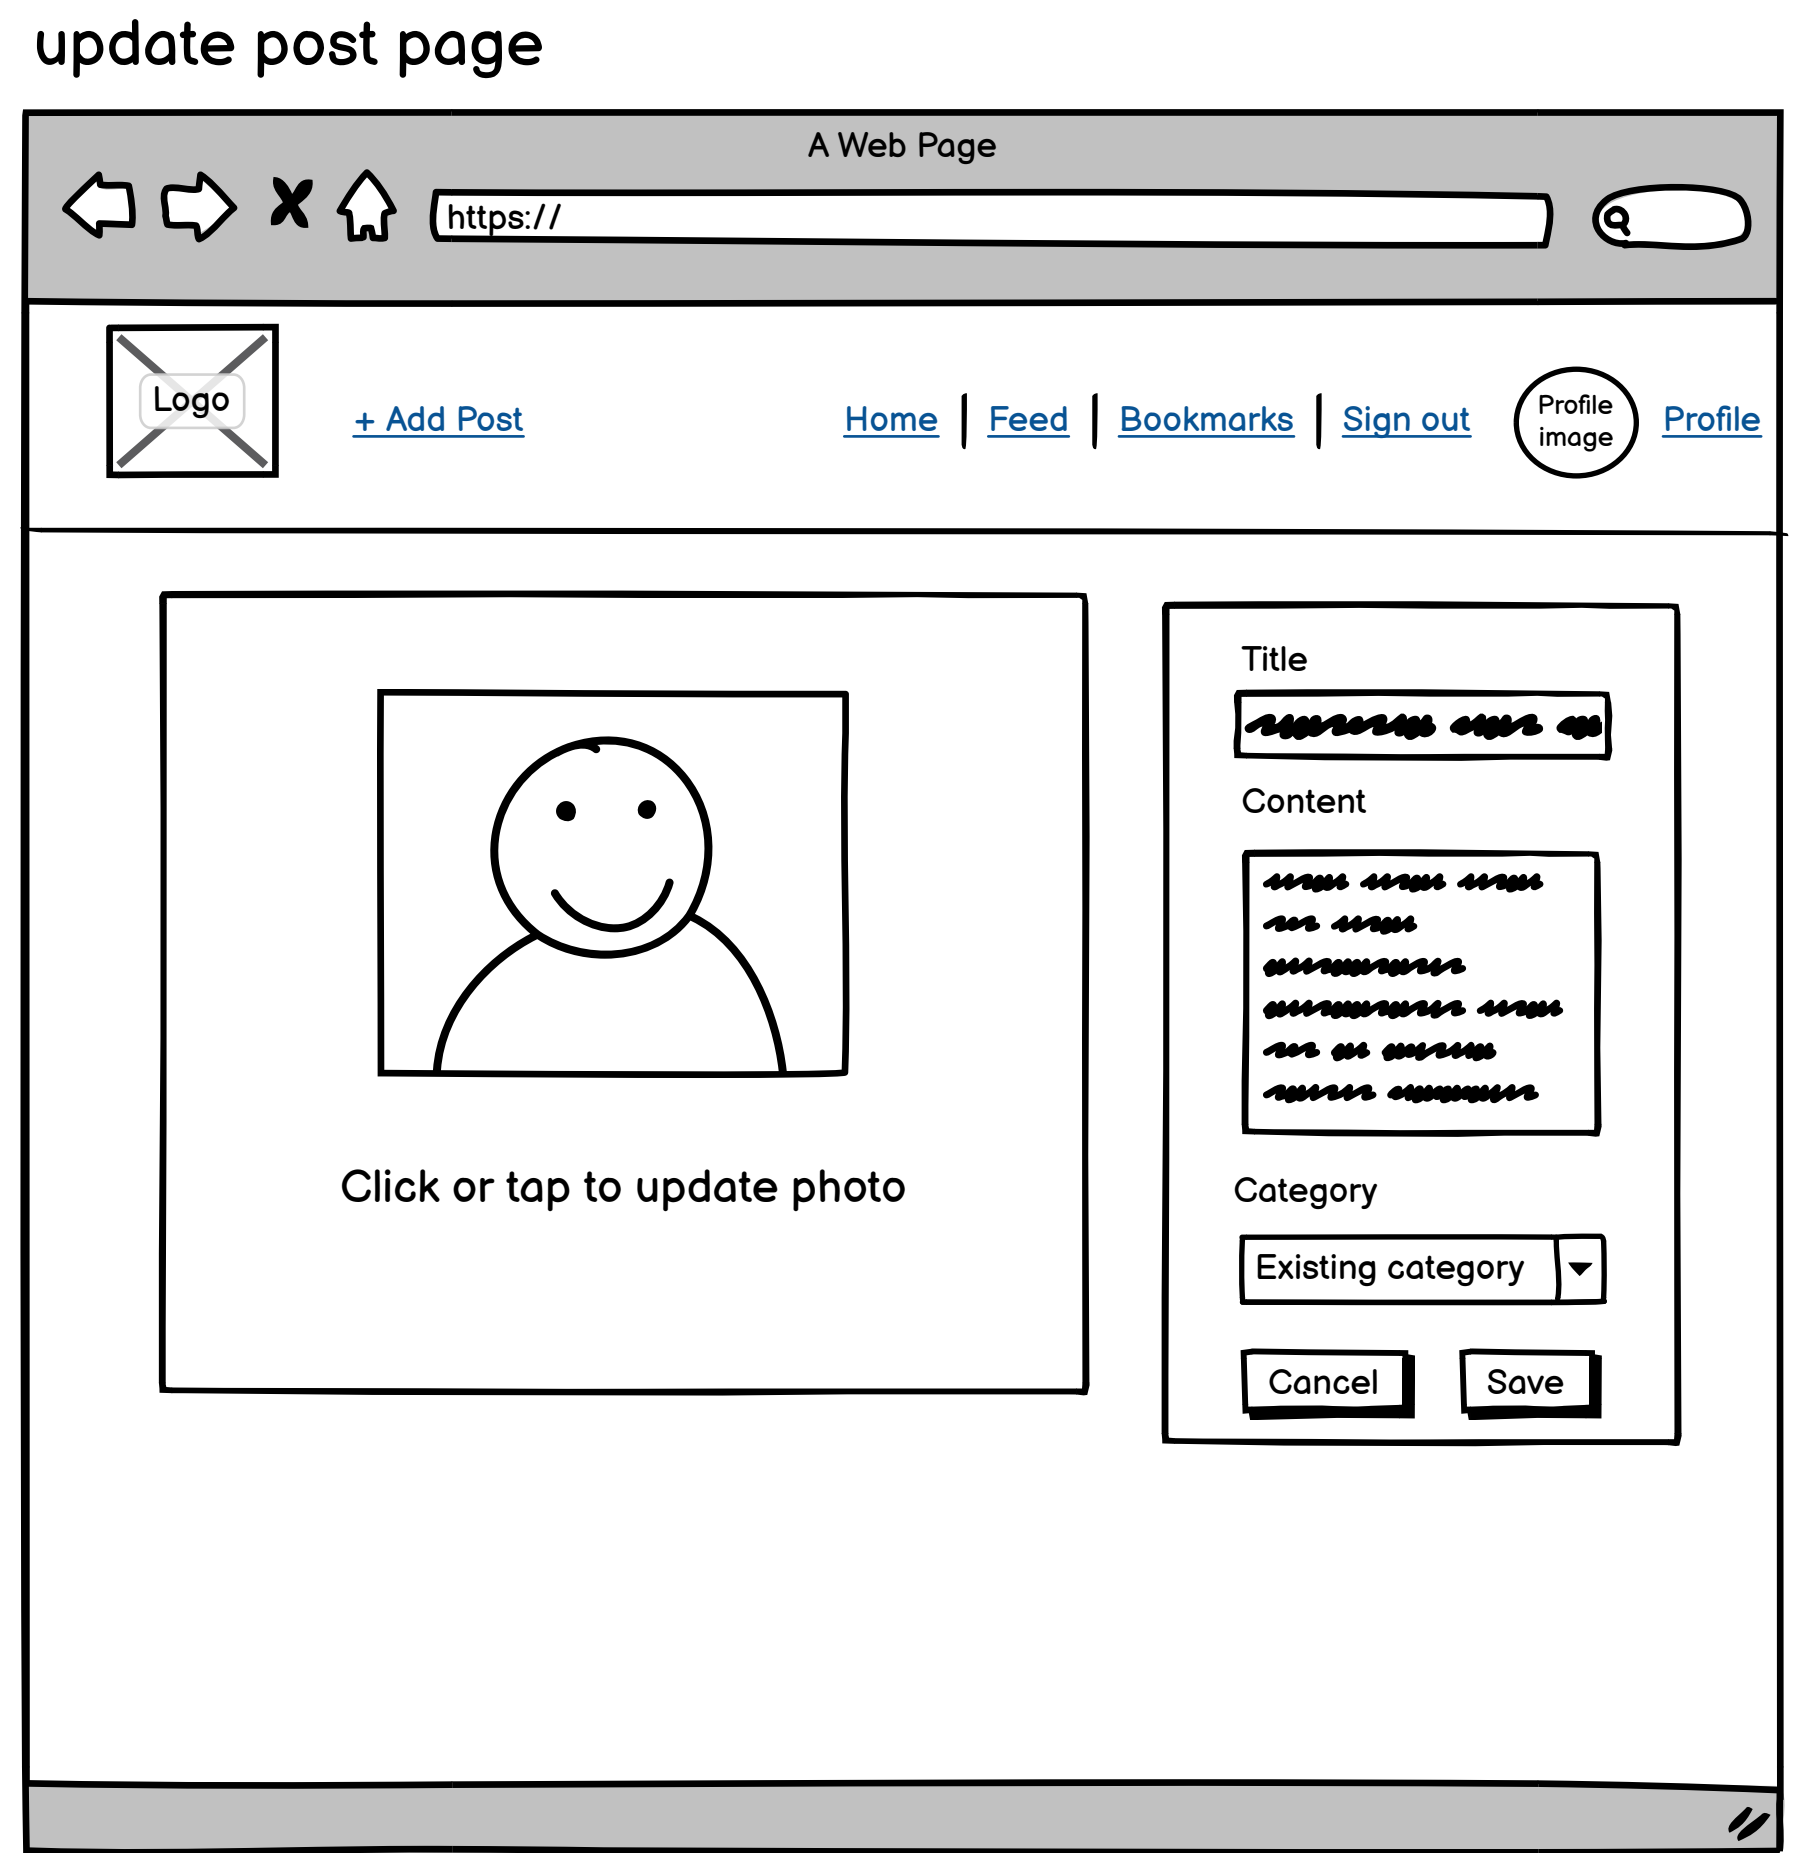 update post page
A Web Page
https://
Logo
+ Add Post
Home
Feed
Bookmarks
Sign out
Profile
image
Profile
Title
Content
Click or tap to update photo
Category
Existing category
Cancel
Save